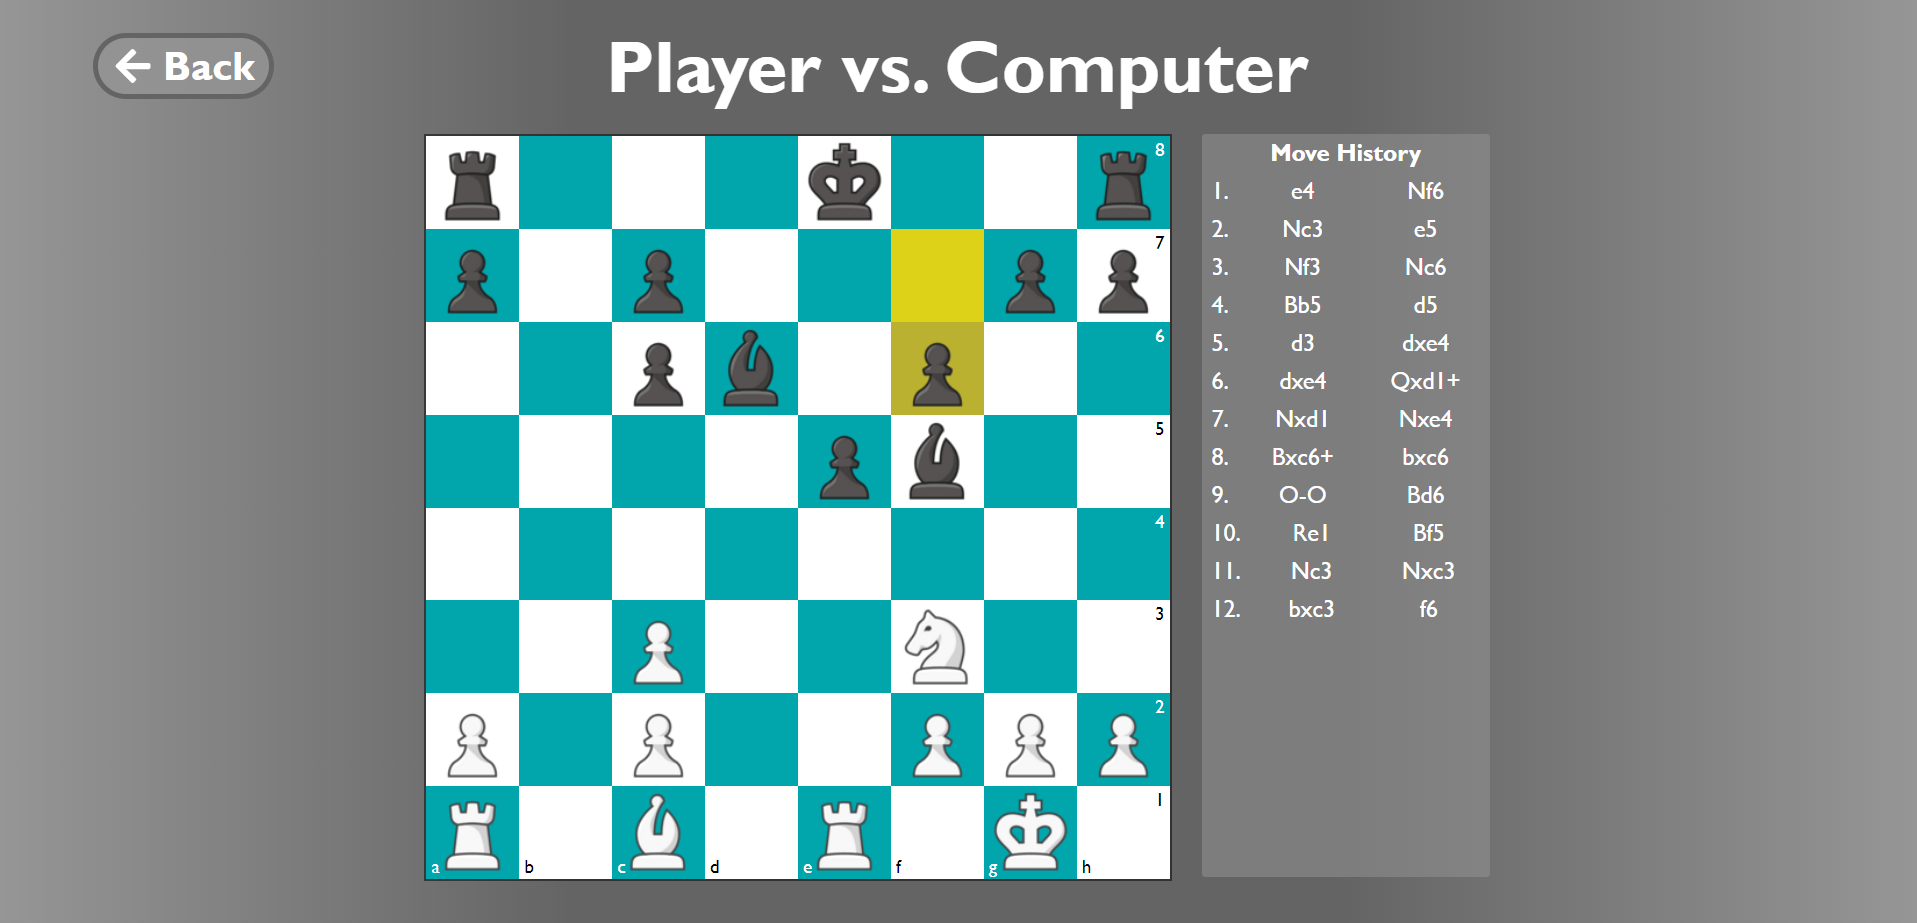 Back
Player vs. Computer
8
7
6
5
4
3
2
1
a b c d e f g h
Move History
1. e4 Nf6
2. Nc3 e5
3. Nf3 Nc6
4. Bb5 d5
5. d3 dxe4
6. dxe4 Qxd1+
7. Nxd1 Nxe4
8. Bxc6+ bxc6
9. O-O Bd6
10. Re1 Bf5
11. Nc3 Nxc3
12. bxc3 f6